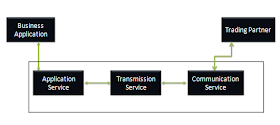 Business
Application
Trading Partner
Application
Service
Transmission
Service
Communication
Service